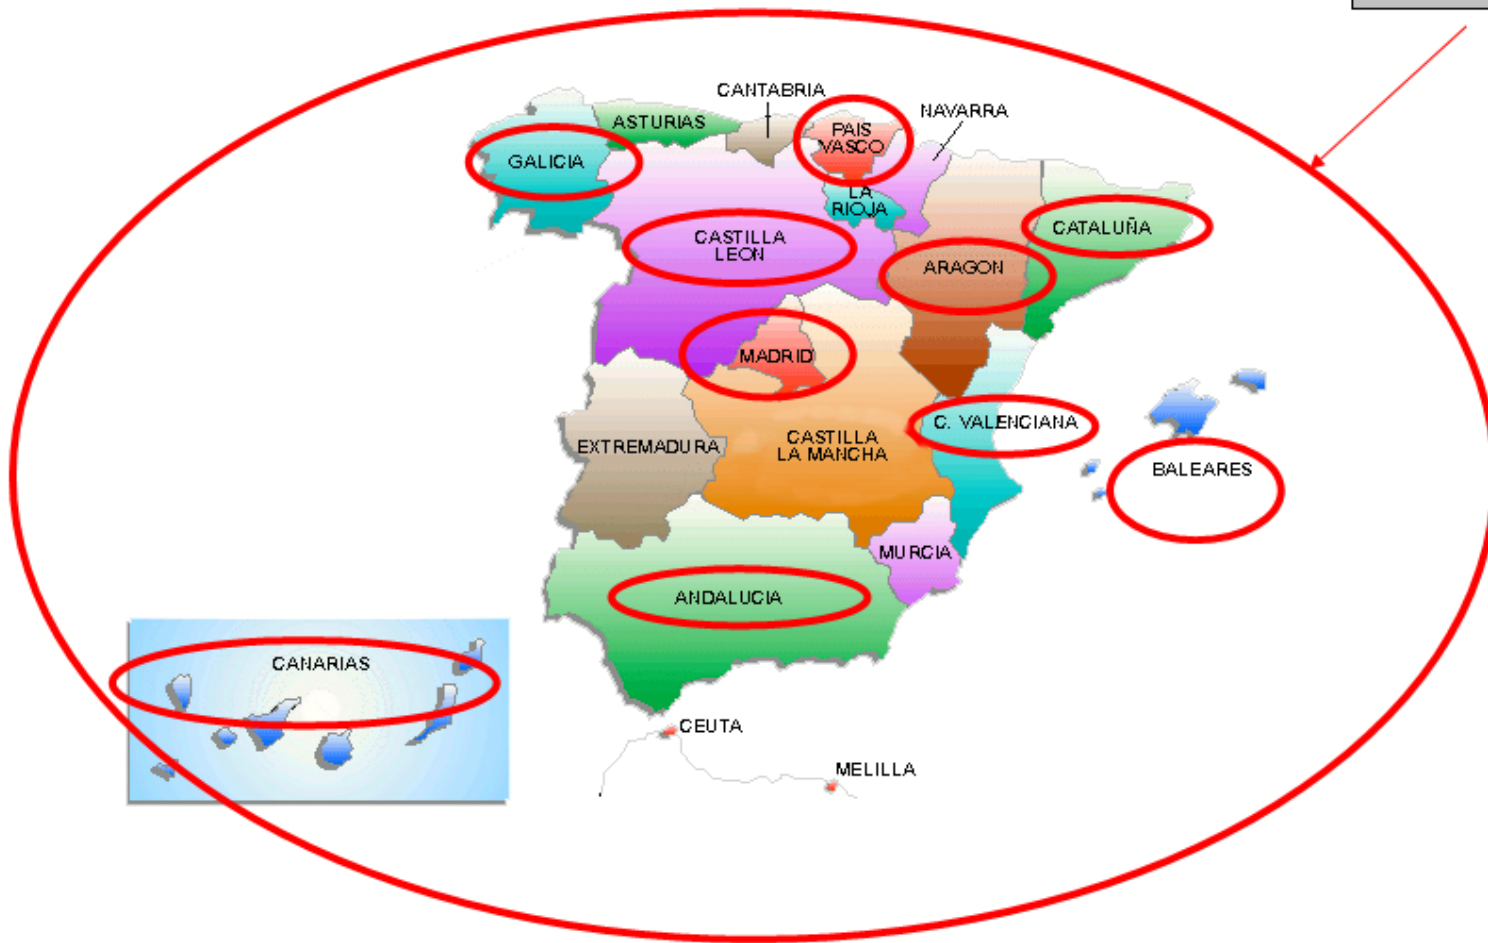 CANTABRIA
NAVARRA
ASTURIAS
PAIS
VASCO
GALICIA
LA
RIOJA
CATALUÑA
CASTILLA
LEON
ARAGON
MADRID
C. VALENCIANA
EXTREMADURA
CASTILLA
LA MANCHA
BALEARES
MURCIA
ANDALUCIA
CANARIAS
CEUTA
MELILLA